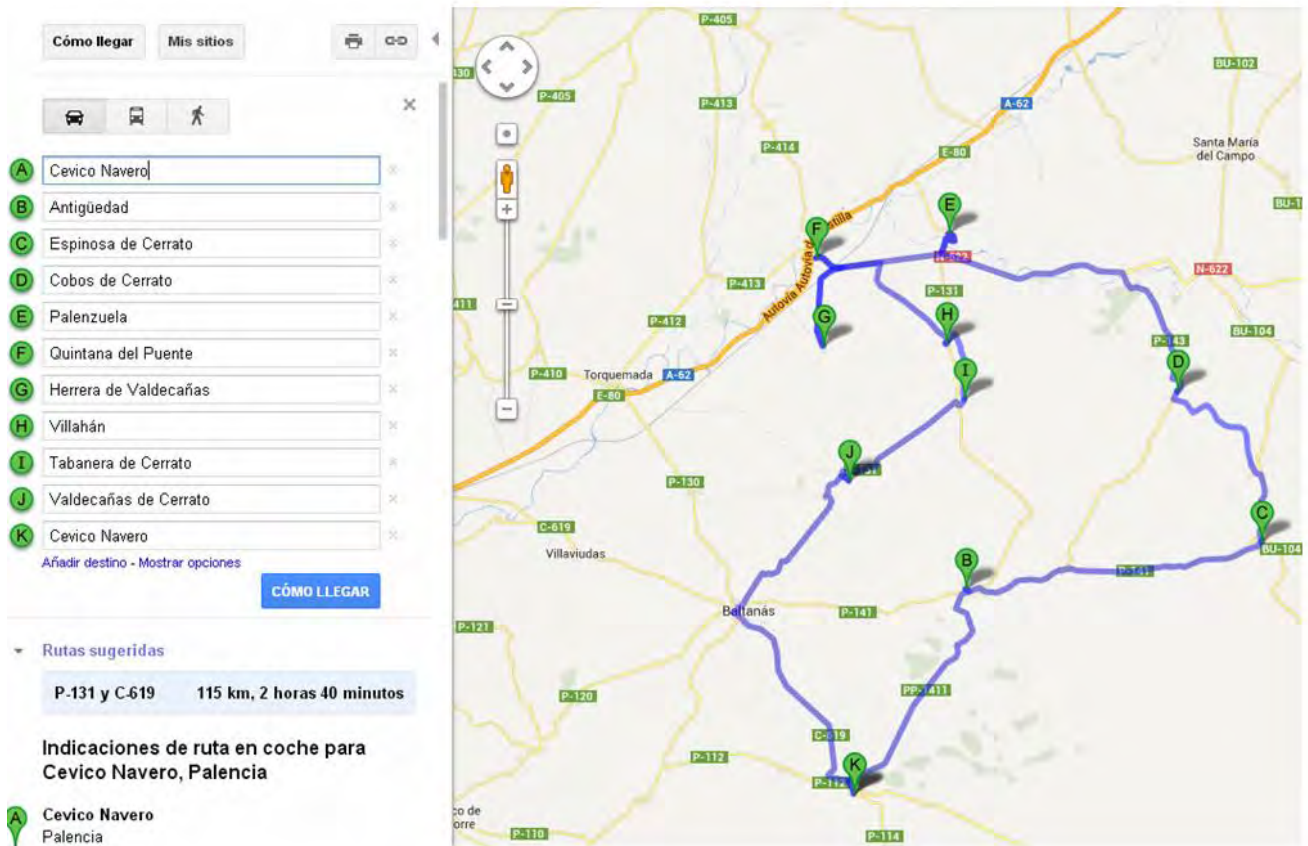 Cómo llegar
Mis sitios
A Cevico Navero
B Antigüedad
C Espinosa de Cerrato
D Cobos de Cerrato
E Palenzuela
F Quintana del Puente
G Herrera de Valdecañas
H Villahán
I Tabanera de Cerrato
J Valdecañas de Cerrato
K Cevico Navero
Añadir destino - Mostrar opciones
CÓMO LLEGAR
Rutas sugeridas
P-131 y C-619 115 km, 2 horas 40 minutos
Indicaciones de ruta en coche para
Cevico Navero, Palencia
A Cevico Navero
Palencia
P-405
BU-102
P-405
P-413
A-62
P-414
Santa María
del Campo
E-80
E
F
Autovía Autovía
N-622
P-413
P-131
G
H
P-412
BU-104
D
P-410
Torquemada
A-62
I
E-80
J
P-130
C
C-619
Villaviudas
BU-104
B
Baltanás
P-141
P-121
P-120
PP-1411
C-619
P-112
K
P-112
P-110
P-114